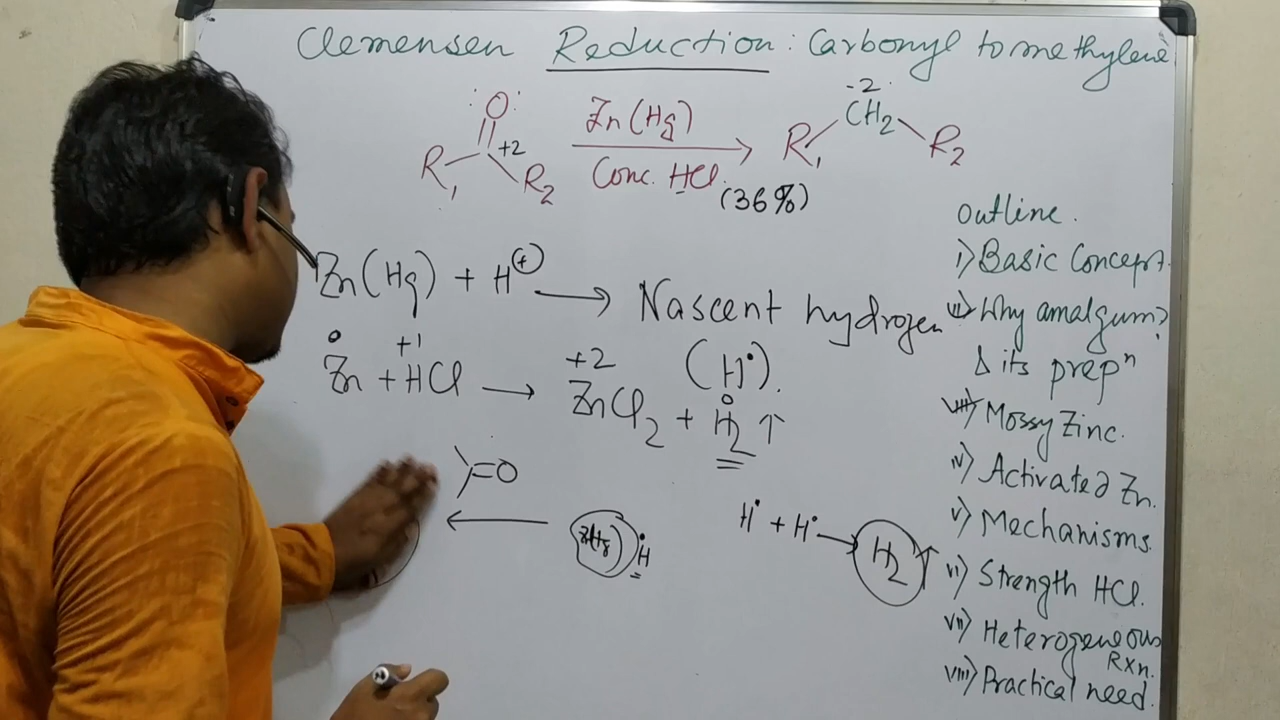 Clemensen Reduction: Carbonyl to methylene
:O:
R1 +2 R2
Zn(Hg)
Conc. HCl (36%)
-2
R1 CH2 R2
Zn(Hg) + H+ → Nascent hydrogen
(H•).
0 +1 +2 0
Zn + HCl → ZnCl2 + H2 ↑
=O
←
H
H• + H• → H2 ↑
outline.
i) Basic Concept.
ii) Why amalgum?
& its prepn
iii) Mossy Zinc.
iv) Activated Zn.
v) Mechanisms.
vi) Strength HCl.
vii) Heterogeneous
Rxn.
viii) Practical need.